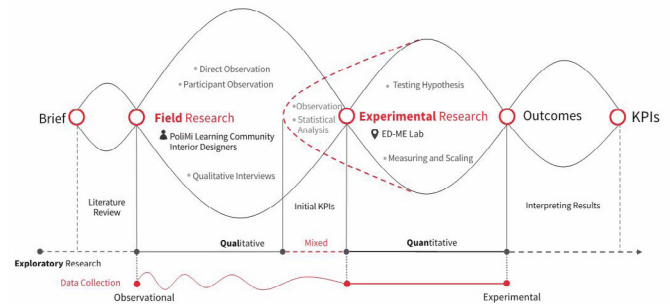 Direct Observation
Participant Observation
Testing Hypothesis
Observation
Statistical
Analysis
Brief
Field Research
Experimental Research
Outcomes
KPIs
PoliMi Learning Community
Interior Designers
ED-ME Lab
Qualitative Interviews
Measuring and Scaling
Literature
Review
Initial KPIs
Interpreting Results
Qualitative
Mixed
Quantitative
Exploratory Research
Data Collection
Observational
Experimental